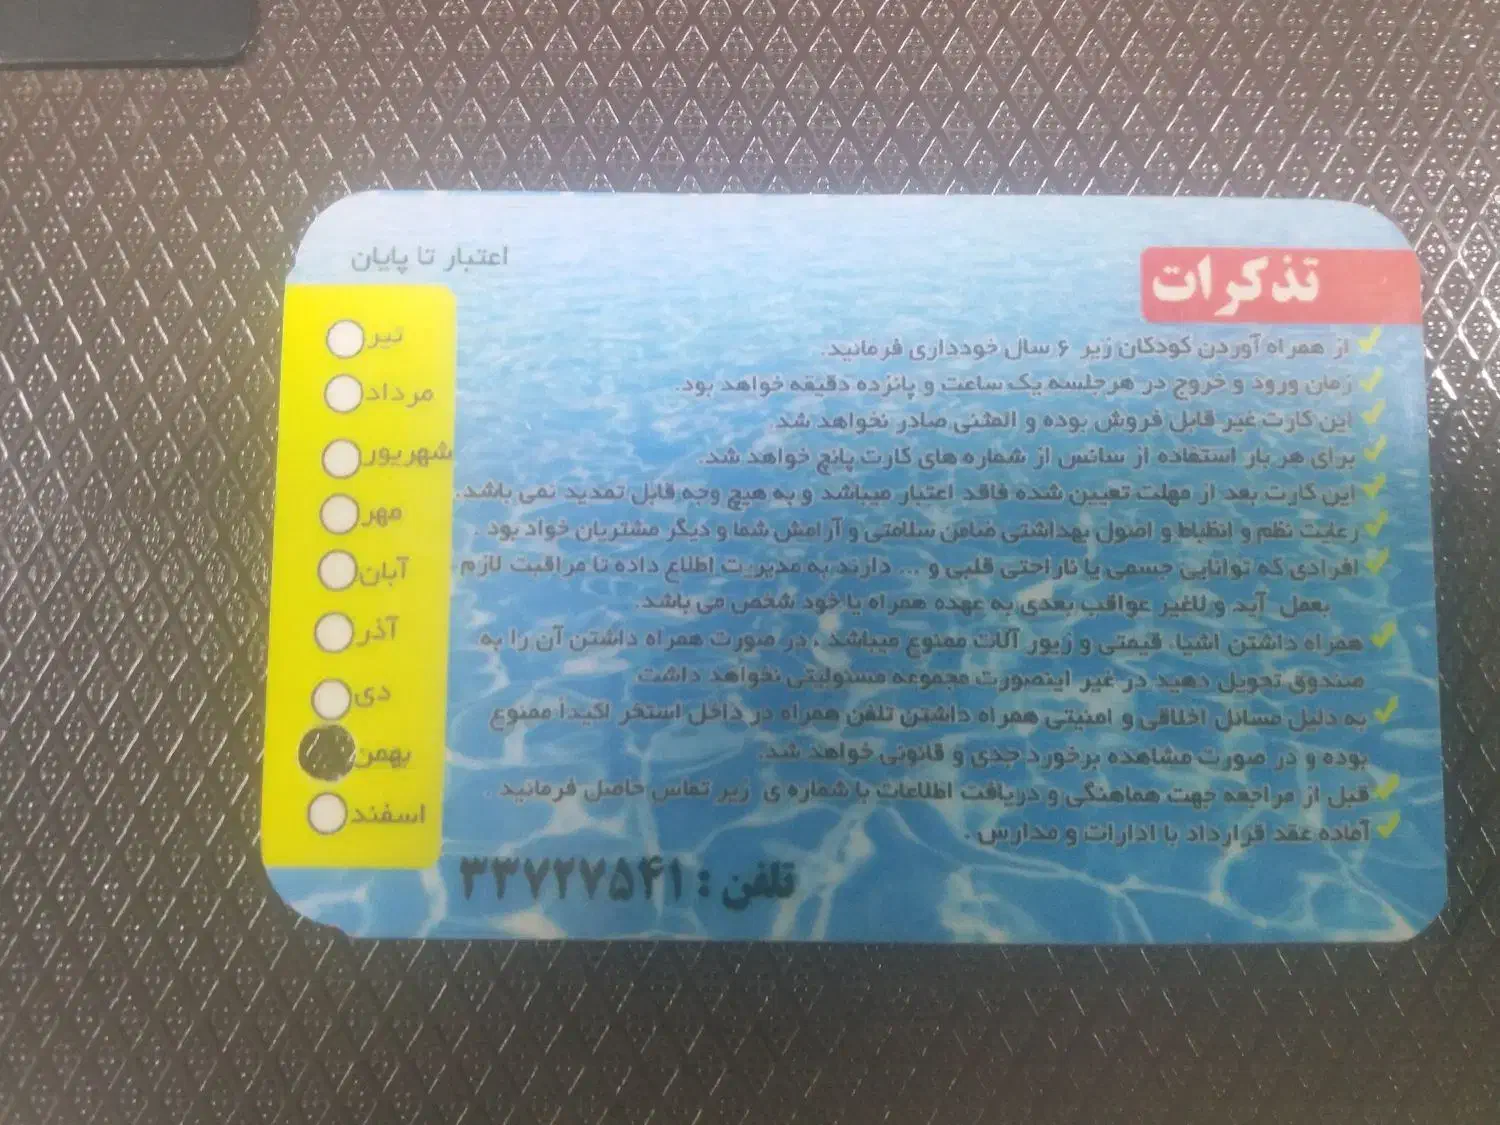 تذکرات
از همراه آوردن کودکان زیر ۶ سال خودداری فرمائید.
زمان ورود و خروج در هرجلسه یک ساعت و پانزده دقیقه خواهد بود.
این کارت غیر قابل فروش بوده و المثنی صادر نخواهد شد.
برای هر بار استفاده از سانس از شماره های کارت پانچ خواهد شد.
این کارت بعد از مهلت تعیین شده فاقد اعتبار میباشد و به هیچ وجه قابل تمدید نمی باشد.
رعایت نظم و انظباط و اصول بهداشتی ضامن سلامتی و آرامش شما و دیگر مشتریان خواد بود .
افرادی که توانایی جسمی یا ناراحتی قلبی و ... دارند به مدیریت اطلاع داده تا مراقبت لازم
بعمل آید و لاغیر عواقب بعدی به عهده همراه یا خود شخص می باشد.
همراه داشتن اشیاء قیمتی و زیور آلات ممنوع میباشد ، در صورت همراه داشتن آن را به
صندوق تحویل دهید در غیر اینصورت مجموعه مسئولیتی نخواهد داشت
به دلیل مسائل اخلاقی و امنیتی همراه داشتن تلفن همراه در داخل استخر اکیداً ممنوع
بوده و در صورت مشاهده برخورد جدی و قانونی خواهد شد.
قبل از مراجعه جهت هماهنگی و دریافت اطلاعات با شماره ی زیر تماس حاصل فرمائید .
آماده عقد قرارداد با ادارات و مدارس .
تلفن : ۳۳۷۲۷۵۴۱
اعتبار تا پایان
تیر
مرداد
شهریور
مهر
آبان
آذر
دی
بهمن
اسفند